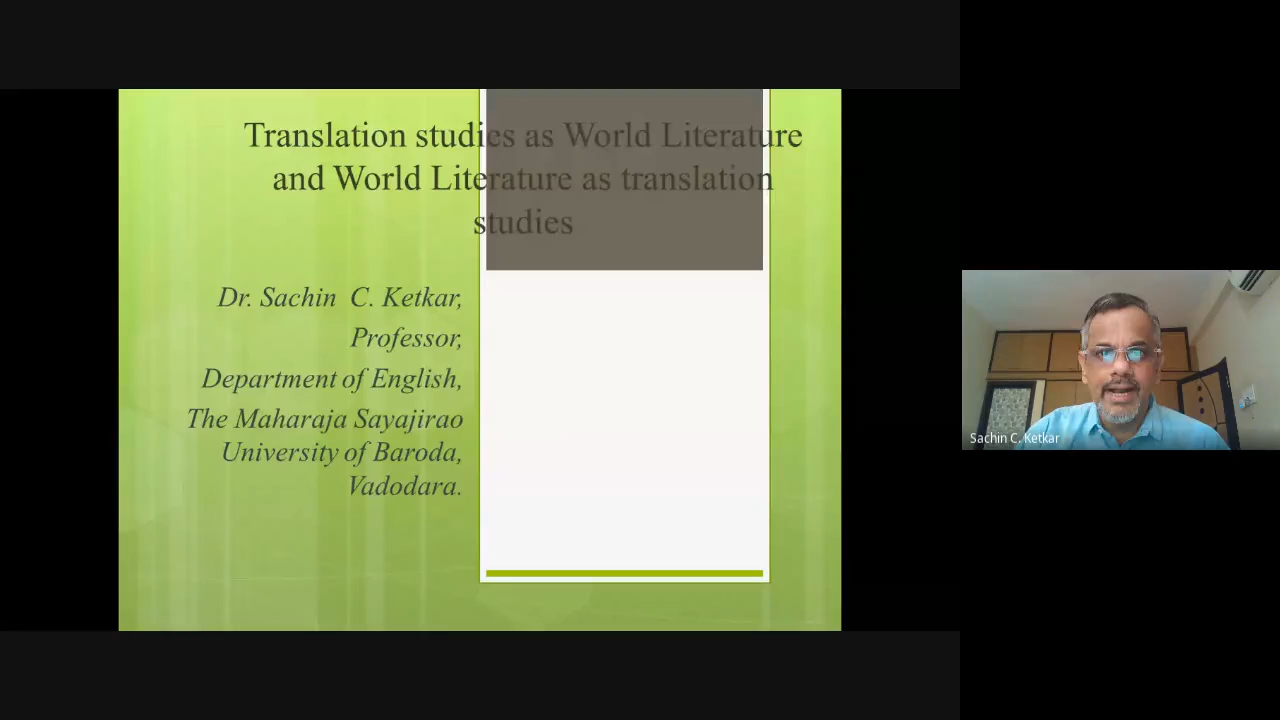 Translation studies as World Literature
and World Literature as translation
studies
Dr. Sachin C. Ketkar,
Professor,
Department of English,
The Maharaja Sayajirao
University of Baroda,
Vadodara.
Sachin C. Ketkar